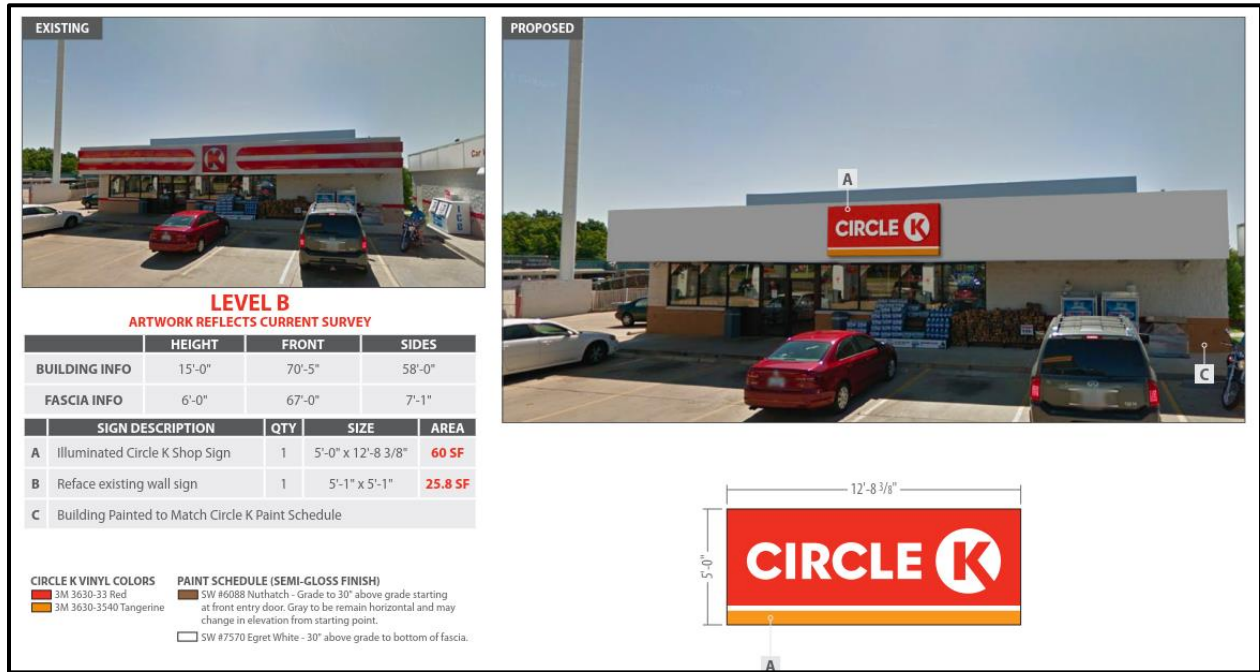 EXISTING
LEVEL B
ARTWORK REFLECTS CURRENT SURVEY
HEIGHT FRONT SIDES
BUILDING INFO 15'-0" 70'-5" 58'-0"
FASCIA INFO 6'-0" 67'-0" 7'-1"
SIGN DESCRIPTION QTY SIZE AREA
A Illuminated Circle K Shop Sign 1 5'-0" x 12'-8 3/8" 60 SF
B Reface existing wall sign 1 5'-1" x 5'-1" 25.8 SF
C Building Painted to Match Circle K Paint Schedule
CIRCLE K VINYL COLORS
3M 3630-33 Red
3M 3630-3540 Tangerine
PAINT SCHEDULE (SEMI-GLOSS FINISH)
SW #6088 Nuthatch - Grade to 30" above grade starting
at front entry door. Gray to be remain horizontal and may
change in elevation from starting point.
SW #7570 Egret White - 30" above grade to bottom of fascia.
K
Car
ICE
PROPOSED
A
CIRCLE K
C
12'-8 3/8"
5'-0"
CIRCLE K
A